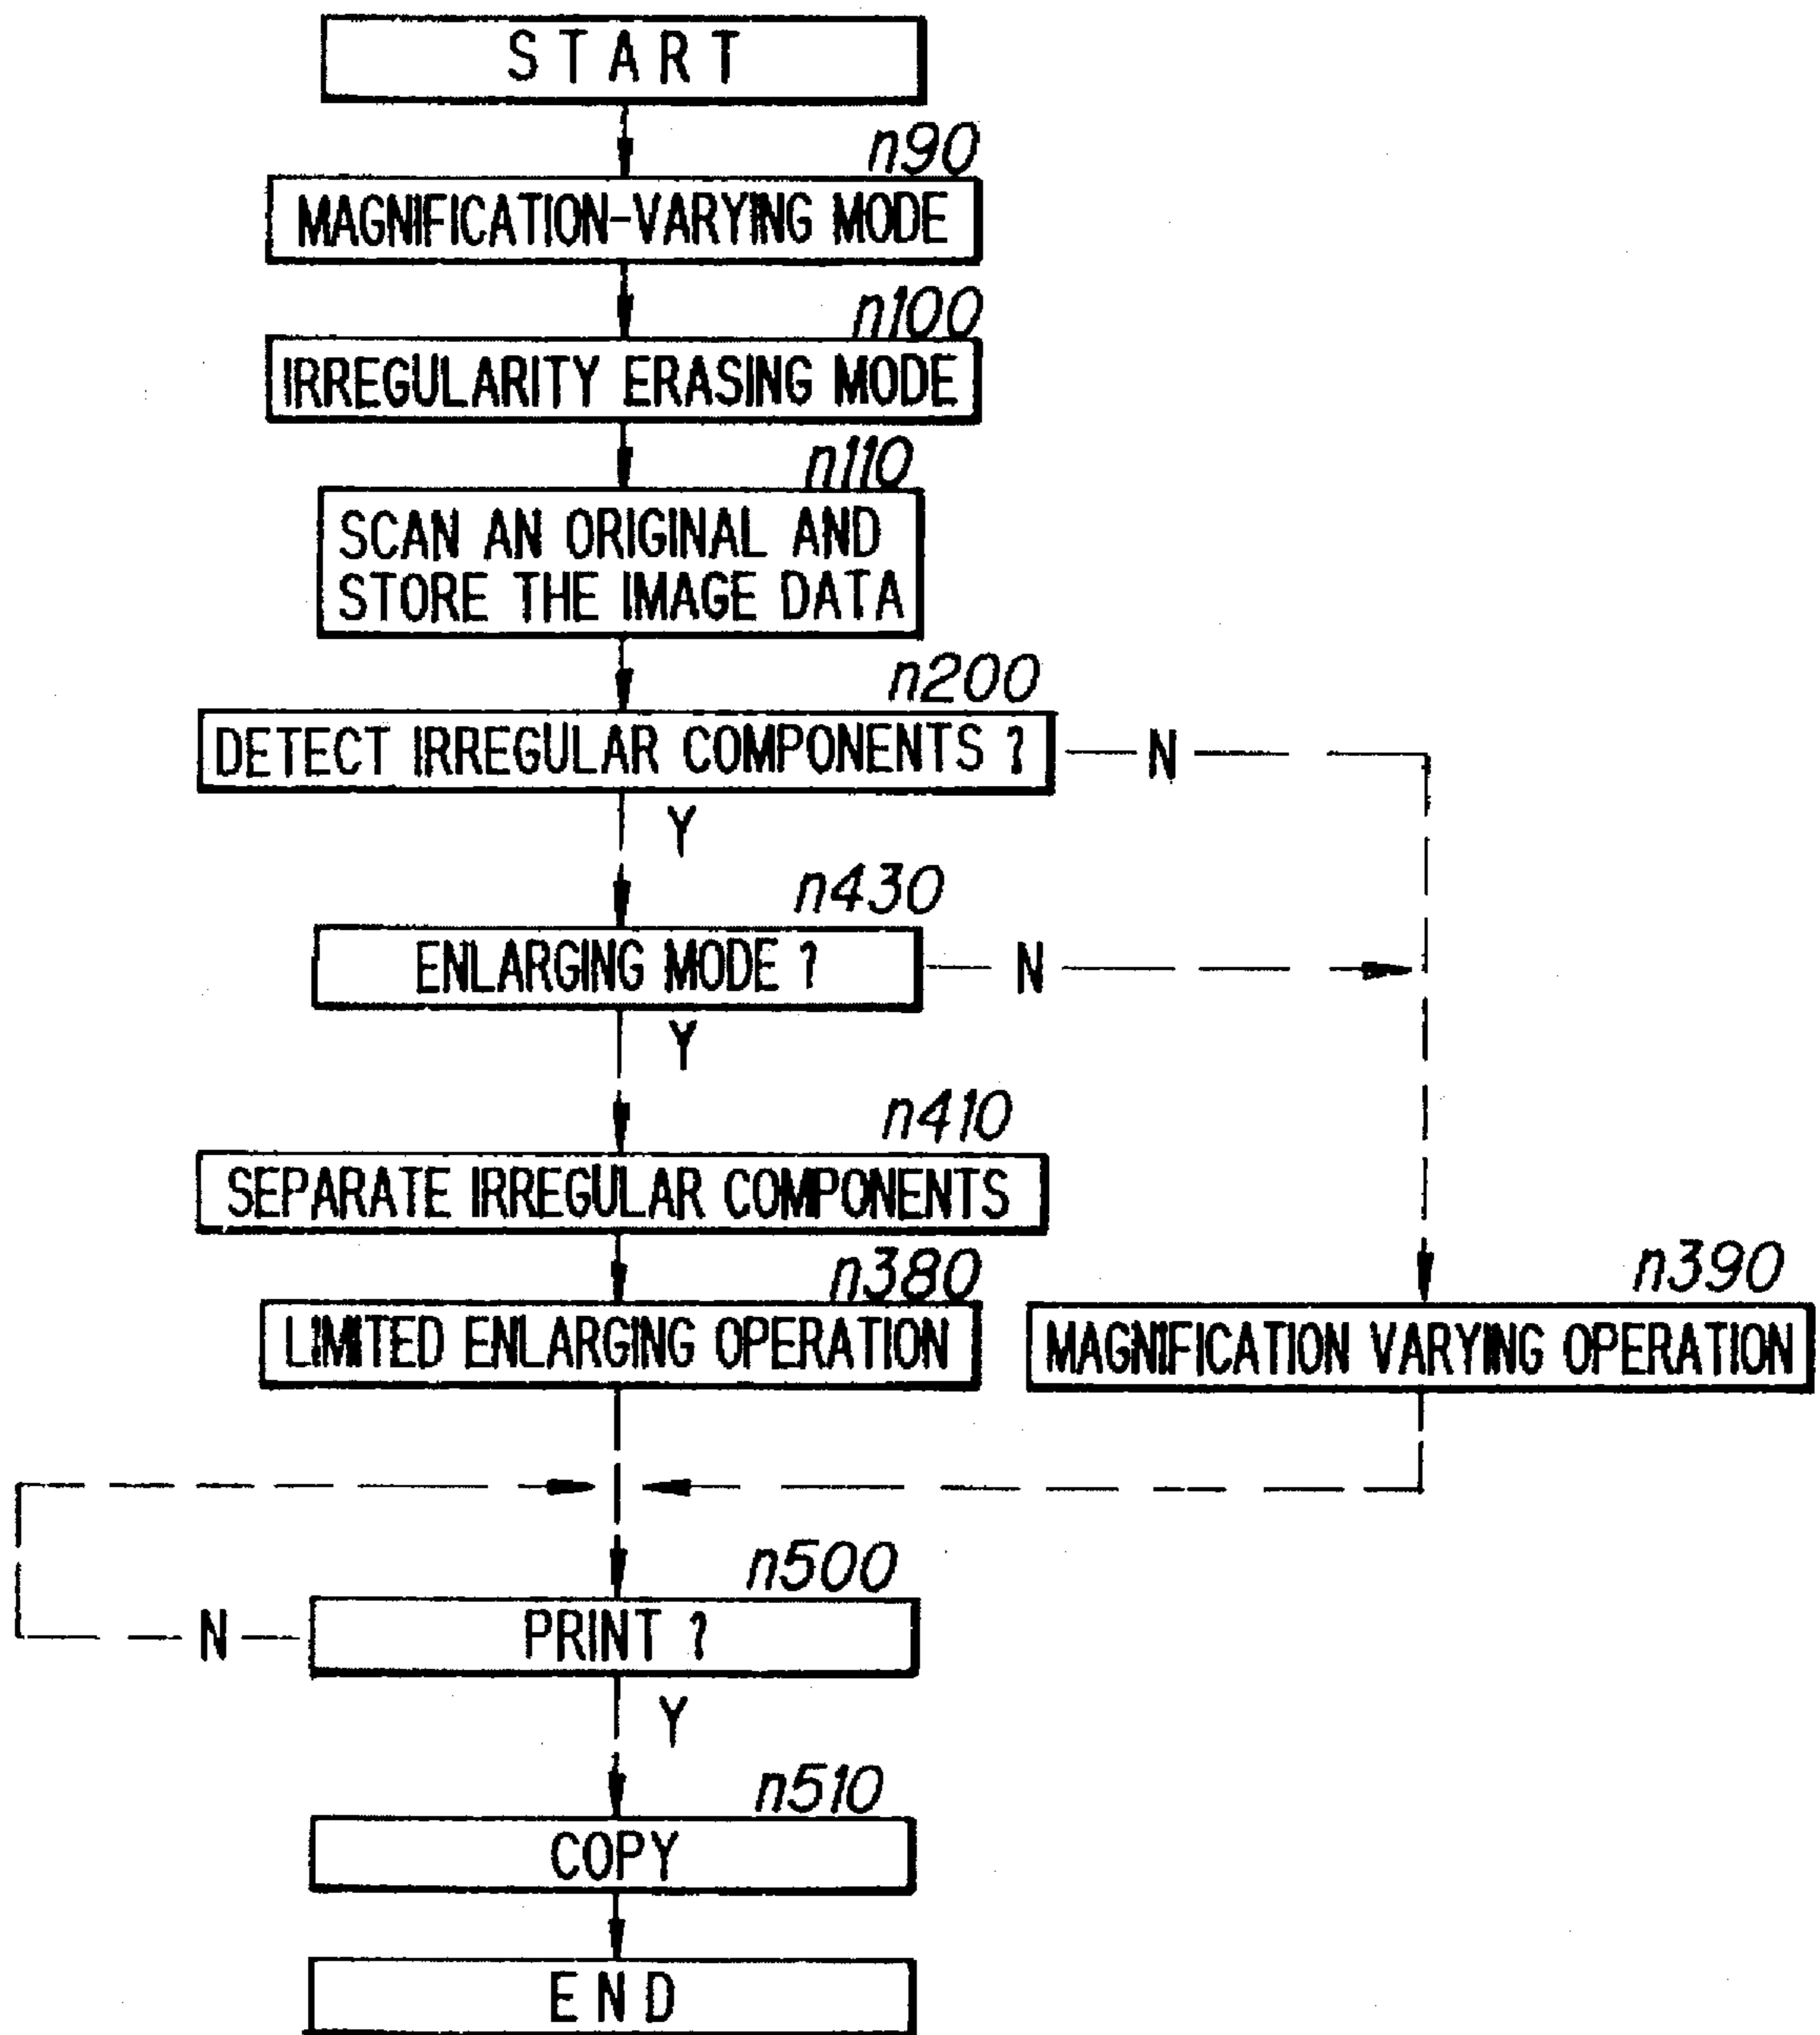 START
n90
MAGNIFICATION-VARYING MODE
n100
IRREGULARITY ERASING MODE
n110
SCAN AN ORIGINAL AND
STORE THE IMAGE DATA
n200
DETECT IRREGULAR COMPONENTS ?
N
Y
n430
ENLARGING MODE ?
N
Y
n410
SEPARATE IRREGULAR COMPONENTS
n380
LIMITED ENLARGING OPERATION
n390
MAGNIFICATION VARYING OPERATION
n500
PRINT ?
N
Y
n510
COPY
END